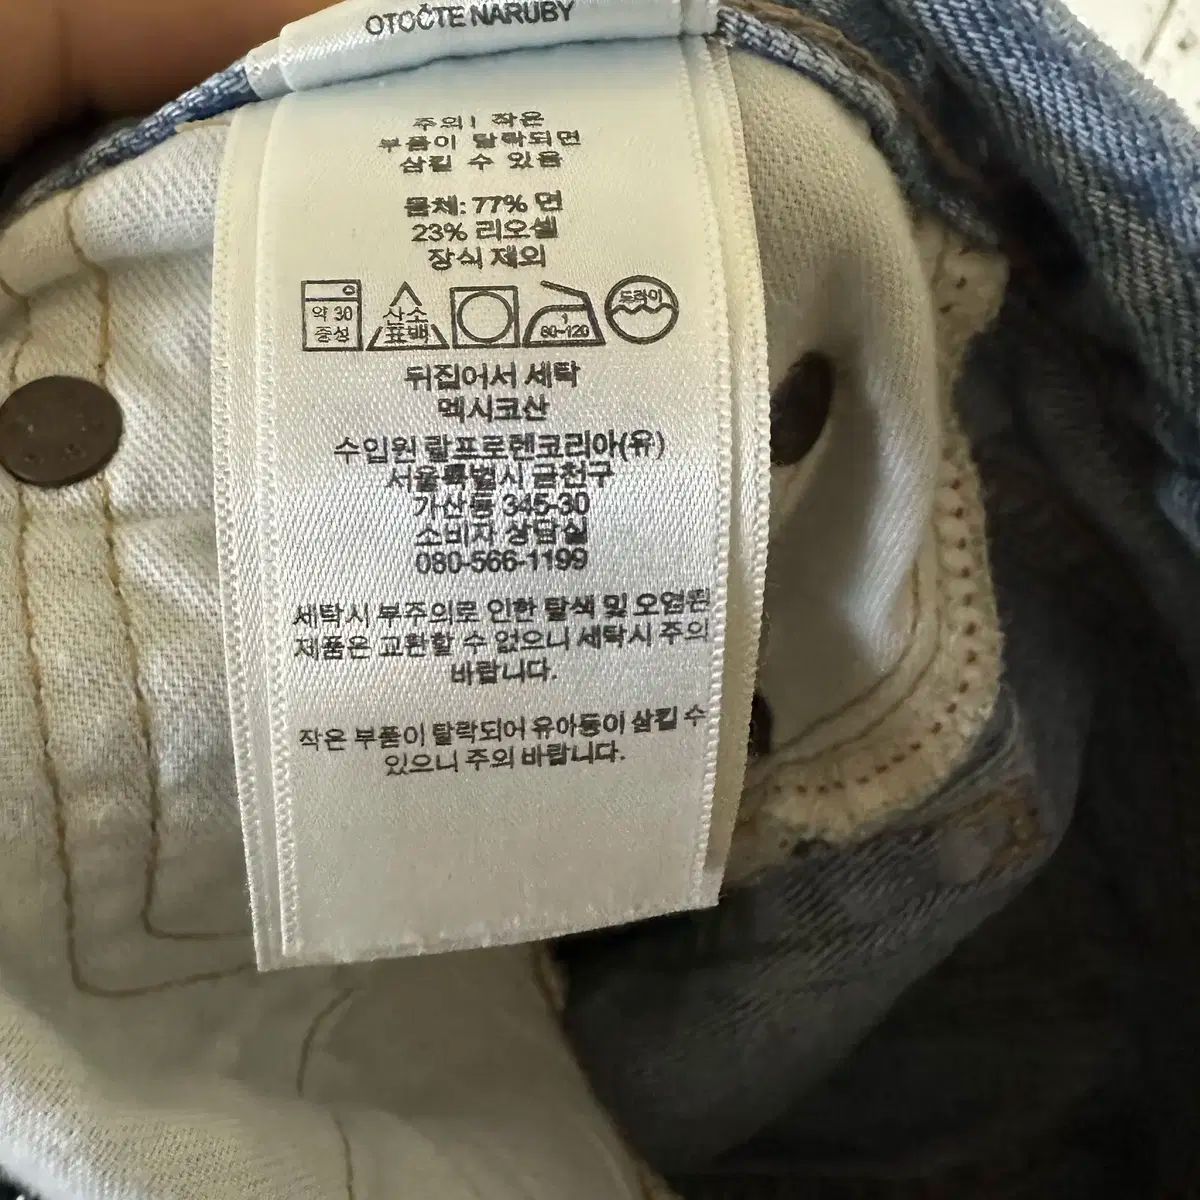 OTOČTE NARUBY
주의! 작은
부품이 탈락되면
삼킬 수 있음
몸체: 77% 면
23% 리오셀
장식 제외
약 30
중성
산소
표백
1
80~120
드라이
뒤집어서 세탁
멕시코산
수입원 랄프로렌코리아(유)
서울특별시 금천구
가산동 345-30
소비자 상담실
080-566-1199
세탁시 부주의로 인한 탈색 및 오염된
제품은 교환할 수 없으니 세탁시 주의
바랍니다.
작은 부품이 탈락되어 유아등이 삼킬 수
있으니 주의 바랍니다.